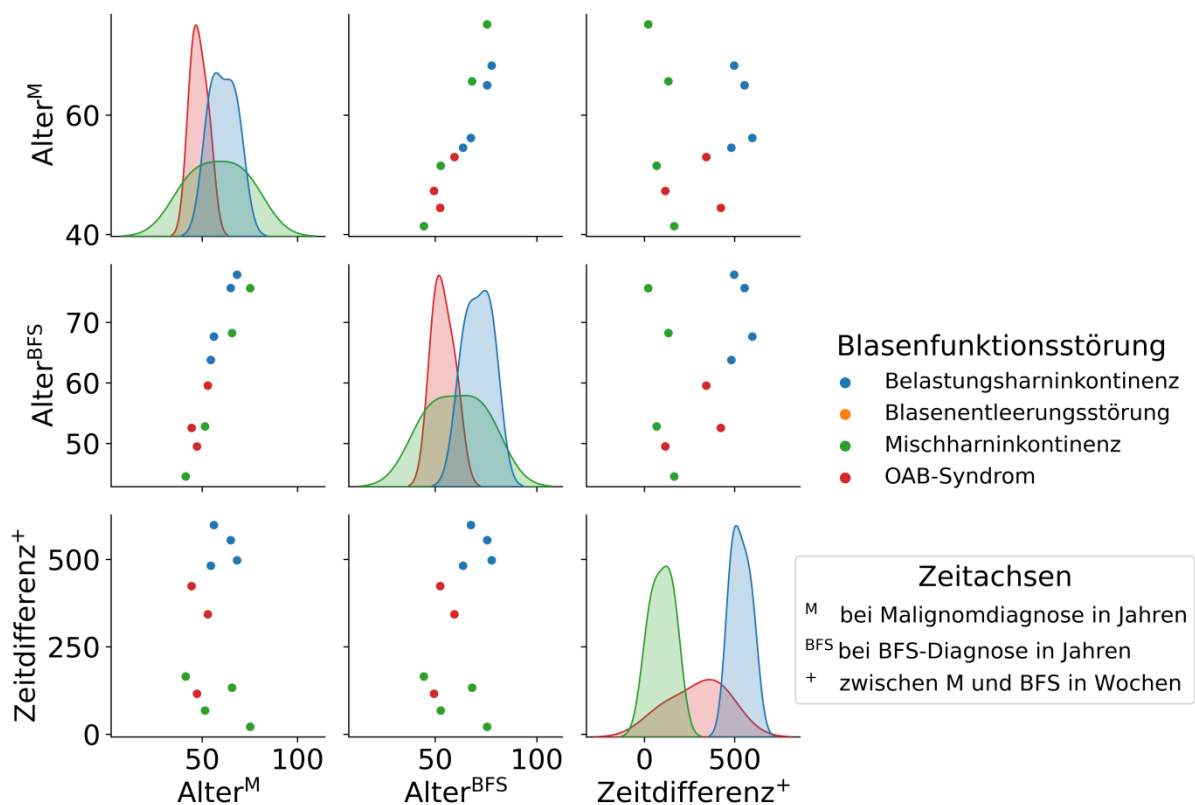 Alter^M
60
40
Alter^BFS
70
60
50
Zeitdifferenz^+
500
250
0
50 100
50 100
0 500
Alter^M
Alter^BFS
Zeitdifferenz^+
Blasenfunktionsstörung
Belastungsharninkontinenz
Blasenentleerungsstörung
Mischharninkontinenz
OAB-Syndrom
Zeitachsen
^M bei Malignomdiagnose in Jahren
^BFS bei BFS-Diagnose in Jahren
^+ zwischen M und BFS in Wochen